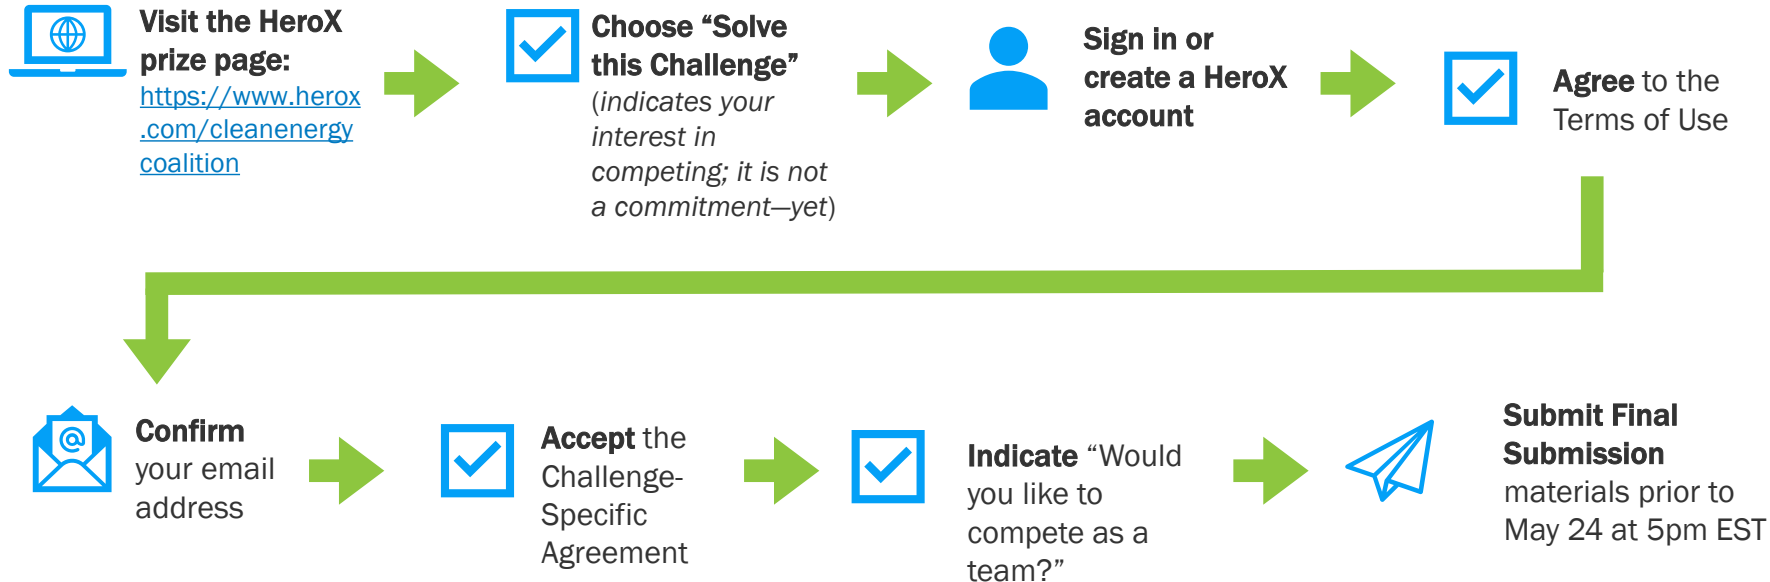 Visit the HeroX
prize page:
https://www.herox
.com/cleanenergy
coalition
Choose “Solve
this Challenge”
(indicates your
interest in
competing; it is not
a commitment—yet)
Sign in or
create a HeroX
account
Agree to the
Terms of Use
Confirm
your email
address
Accept the
Challenge-
Specific
Agreement
Indicate “Would
you like to
compete as a
team?”
Submit Final
Submission
materials prior to
May 24 at 5pm EST